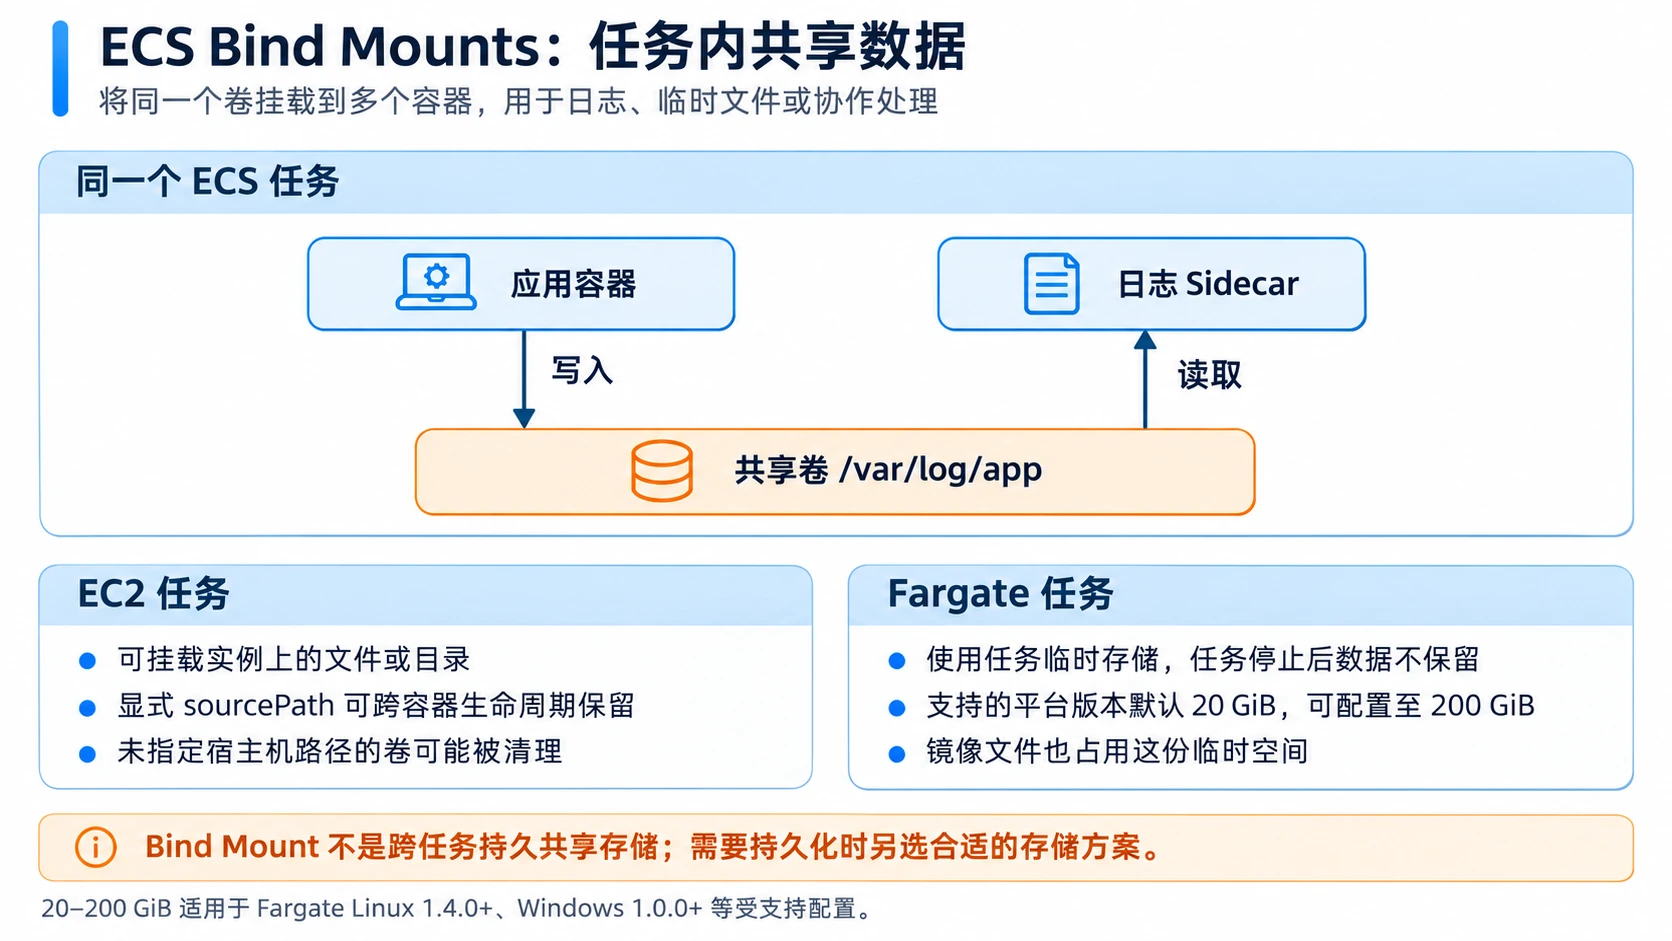 ECS Bind Mounts：任务内共享数据
将同一个卷挂载到多个容器，用于日志、临时文件或协作处理
同一个 ECS 任务
应用容器
日志 Sidecar
写入
读取
共享卷 /var/log/app
EC2 任务
可挂载实例上的文件或目录
显式 sourcePath 可跨容器生命周期保留
未指定宿主机路径的卷可能被清理
Fargate 任务
使用任务临时存储，任务停止后数据不保留
支持的平台版本默认 20 GiB，可配置至 200 GiB
镜像文件也占用这份临时空间
Bind Mount 不是跨任务持久共享存储；需要持久化时另选合适的存储方案。
20–200 GiB 适用于 Fargate Linux 1.4.0+、Windows 1.0.0+ 等受支持配置。